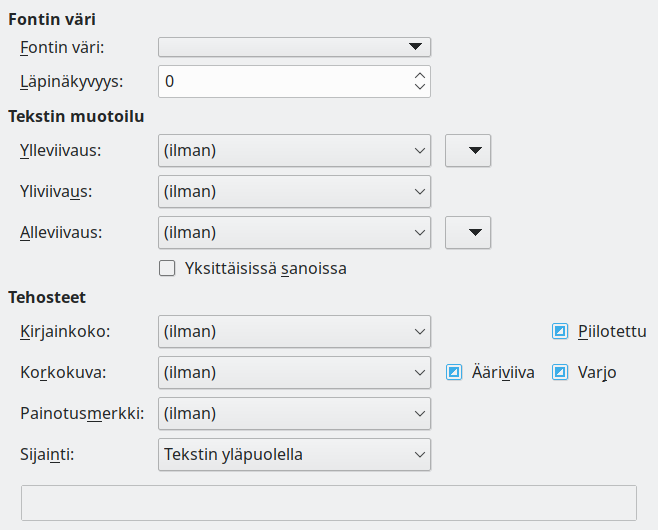 Fontin väri
Fontin väri:
Läpinäkyvyys: 0
Tekstin muotoilu
Ylleviivaus: (ilman)
Yliviivaus: (ilman)
Alleviivaus: (ilman)
Yksittäisissä sanoissa
Tehosteet
Kirjainkoko: (ilman) Piilotettu
Korkokuva: (ilman) Ääriviiva Varjo
Painotusmerkki: (ilman)
Sijainti: Tekstin yläpuolella